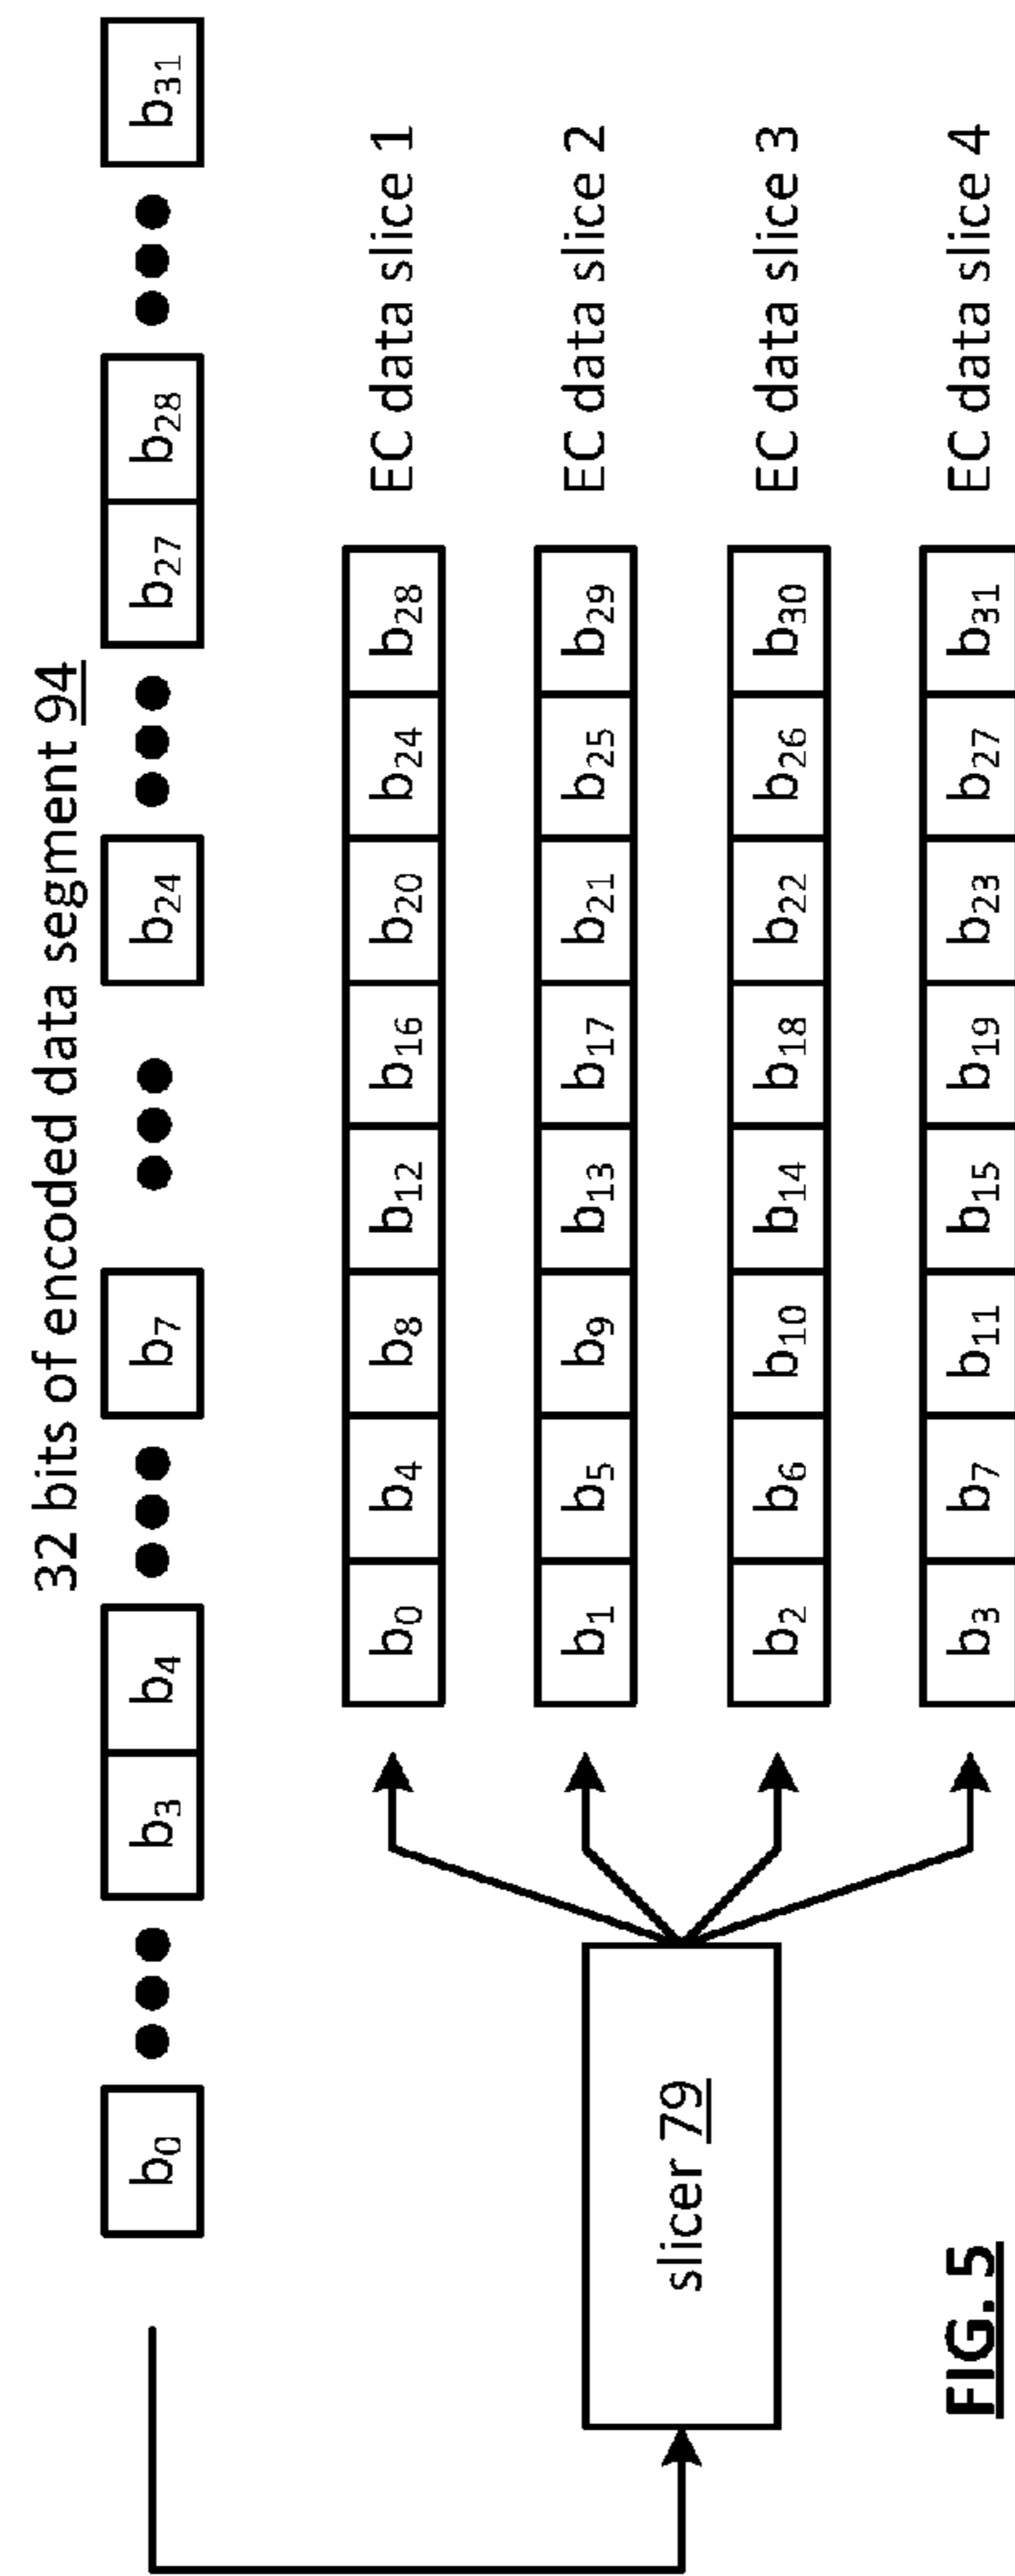 32 bits of encoded data segment 94
b0 b3 b4 b7 b24 b27 b28 b31
b0 b4 b8 b12 b16 b20 b24 b28 EC data slice 1
b1 b5 b9 b13 b17 b21 b25 b29 EC data slice 2
slicer 79
b2 b6 b10 b14 b18 b22 b26 b30 EC data slice 3
b3 b7 b11 b15 b19 b23 b27 b31 EC data slice 4
FIG. 5